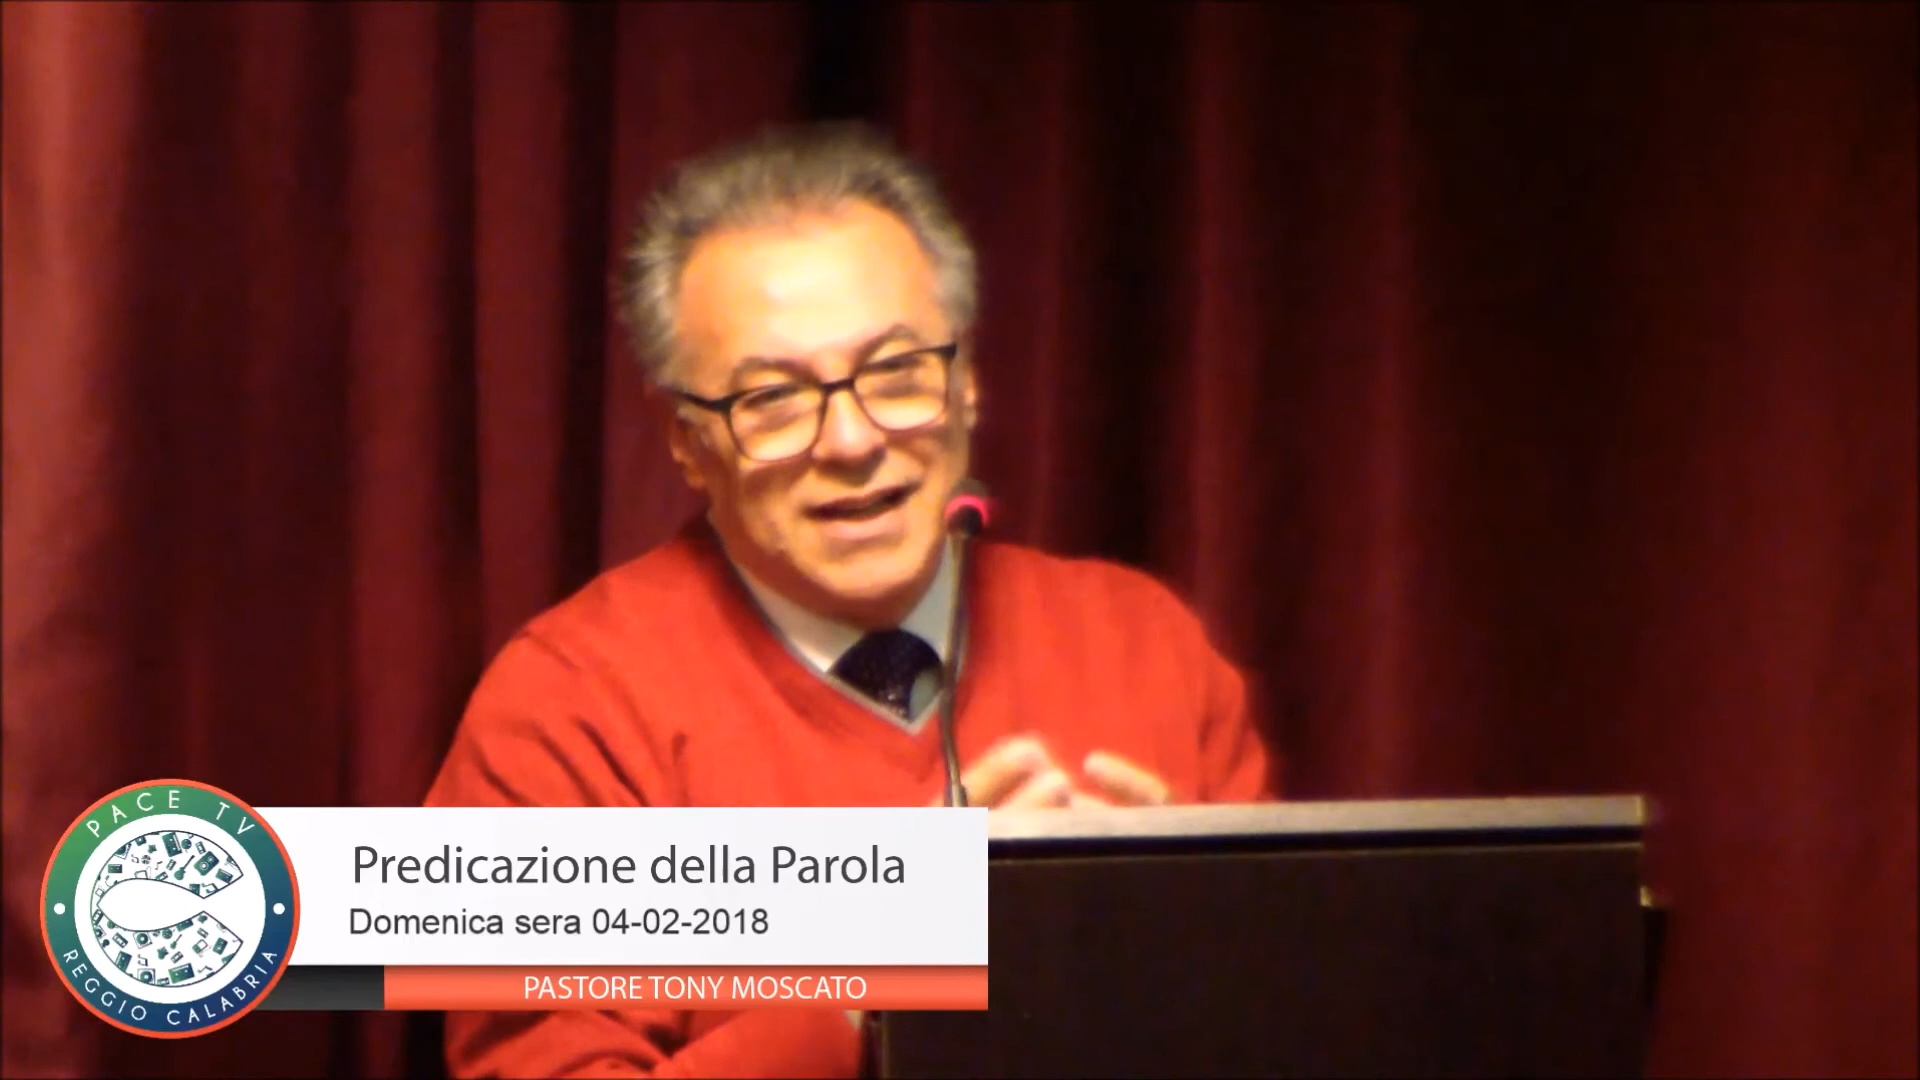 PACE TV
REGGIO CALABRIA
Predicazione della Parola
Domenica sera 04-02-2018
PASTORE TONY MOSCATO